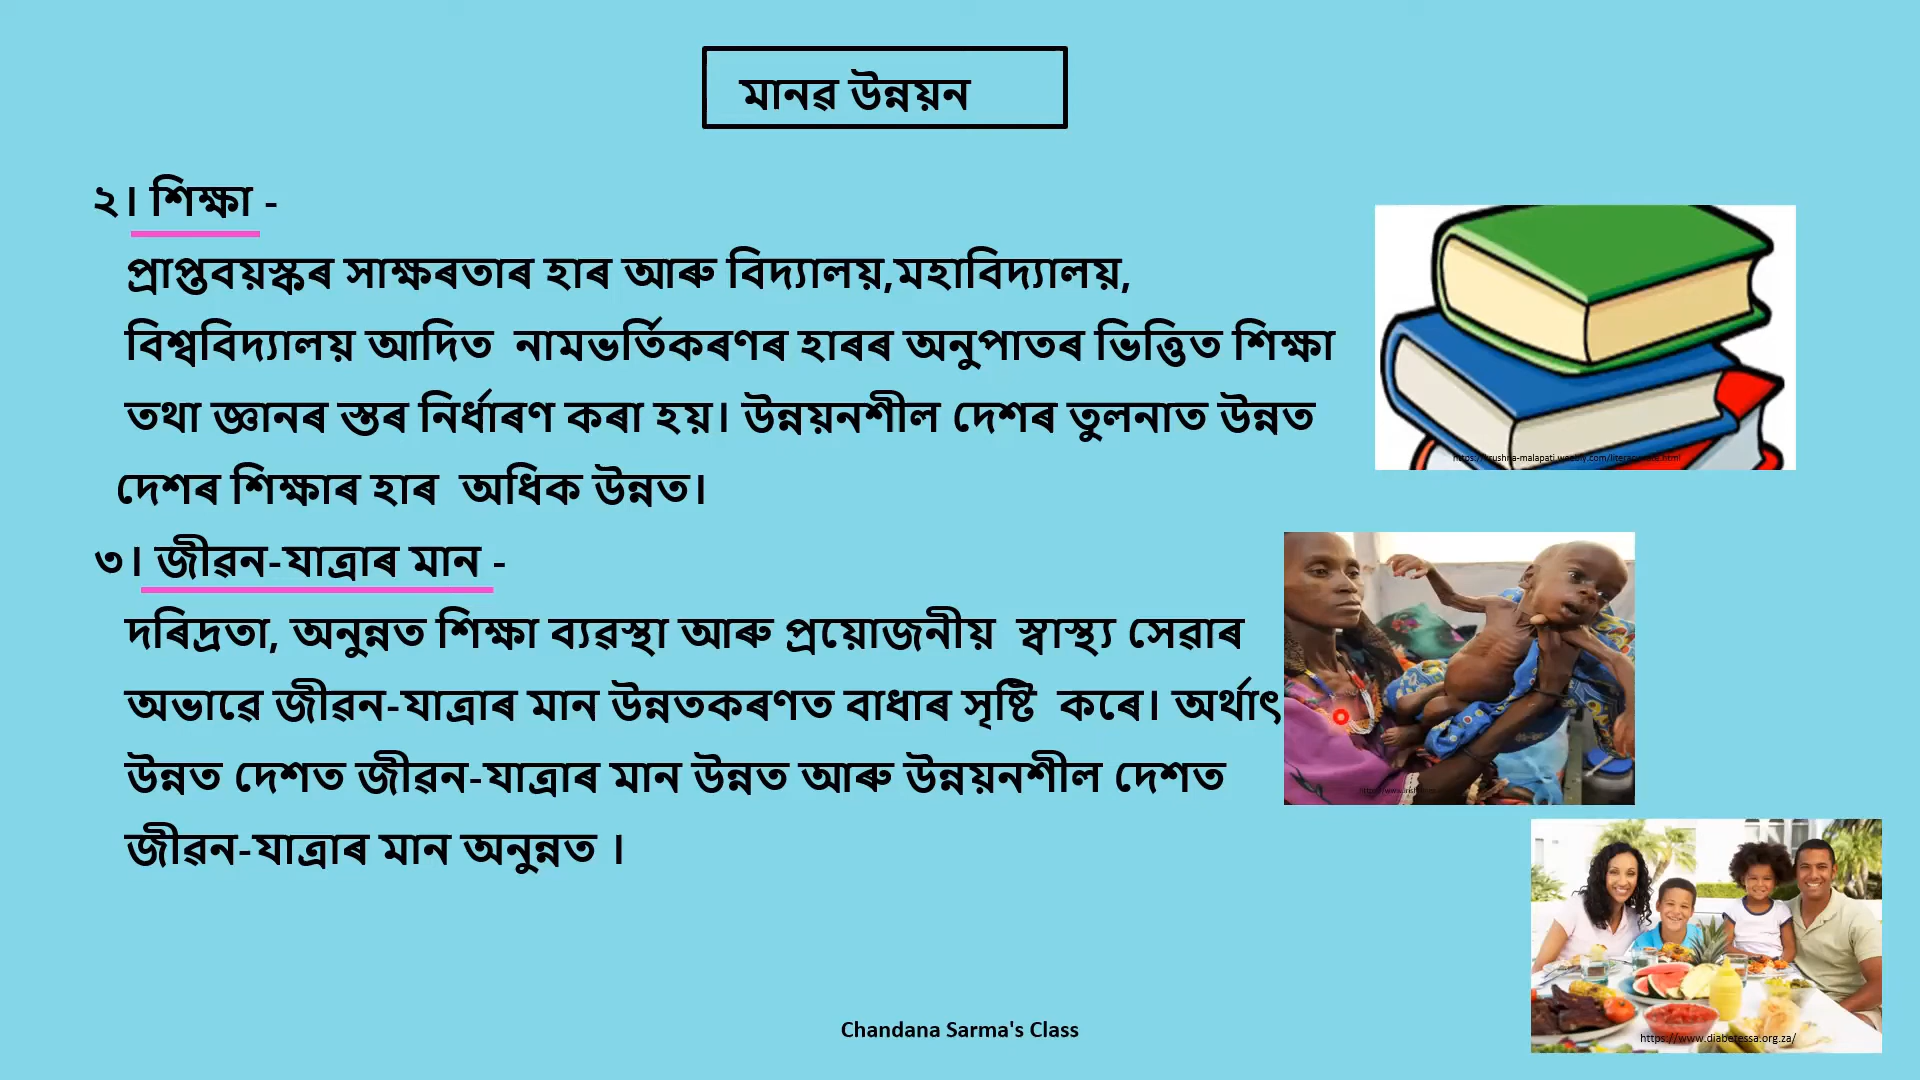 মানৱ উন্নয়ন
২। শিক্ষা -
প্ৰাপ্তবয়স্কৰ সাক্ষৰতাৰ হাৰ আৰু বিদ্যালয়,মহাবিদ্যালয়,
বিশ্ববিদ্যালয় আদিত নামভৰ্তিকৰণৰ হাৰৰ অনুপাতৰ ভিত্তিত শিক্ষা
তথা জ্ঞানৰ স্তৰ নিৰ্ধাৰণ কৰা হয়। উন্নয়নশীল দেশৰ তুলনাত উন্নত
দেশৰ শিক্ষাৰ হাৰ অধিক উন্নত।
৩। জীৱন-যাত্ৰাৰ মান -
দৰিদ্ৰতা, অনুন্নত শিক্ষা ব্যৱস্থা আৰু প্ৰয়োজনীয় স্বাস্থ্য সেৱাৰ
অভাৱে জীৱন-যাত্ৰাৰ মান উন্নতকৰণত বাধাৰ সৃষ্টি কৰে। অৰ্থাৎ
উন্নত দেশত জীৱন-যাত্ৰাৰ মান উন্নত আৰু উন্নয়নশীল দেশত
জীৱন-যাত্ৰাৰ মান অনুন্নত ।
https://www.diabetessa.org.za/
Chandana Sarma's Class